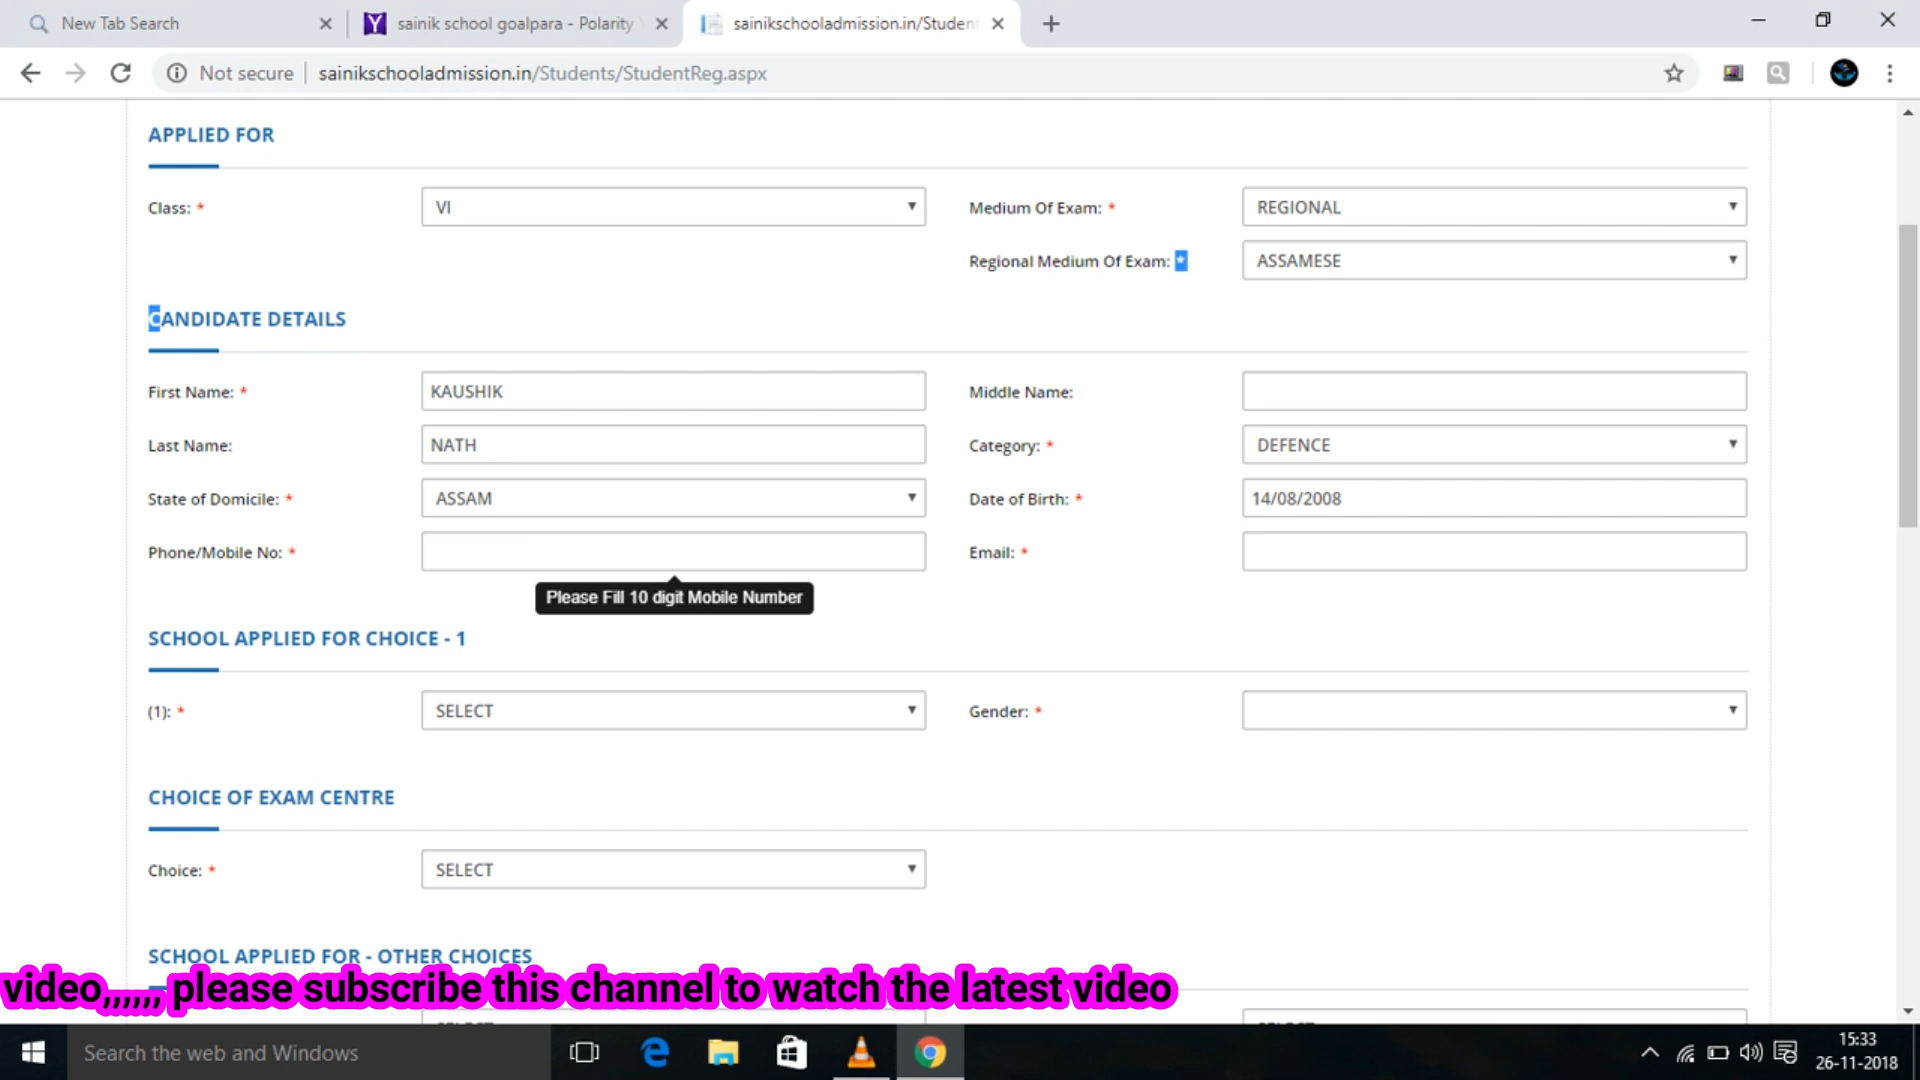 New Tab Search
sainik school goalpara - Polarity
sainikschooladmission.in/Studen
Not secure
sainikschooladmission.in/Students/StudentReg.aspx
APPLIED FOR
Class: * VI
Medium Of Exam: * REGIONAL
Regional Medium Of Exam: * ASSAMESE
CANDIDATE DETAILS
First Name: * KAUSHIK
Middle Name:
Last Name: NATH
Category: * DEFENCE
State of Domicile: * ASSAM
Date of Birth: * 14/08/2008
Phone/Mobile No: *
Email: *
Please Fill 10 digit Mobile Number
SCHOOL APPLIED FOR CHOICE - 1
(1): * SELECT
Gender: *
CHOICE OF EXAM CENTRE
Choice: * SELECT
SCHOOL APPLIED FOR - OTHER CHOICES
video,,,,,, please subscribe this channel to watch the latest video
Search the web and Windows
15:33
26-11-2018